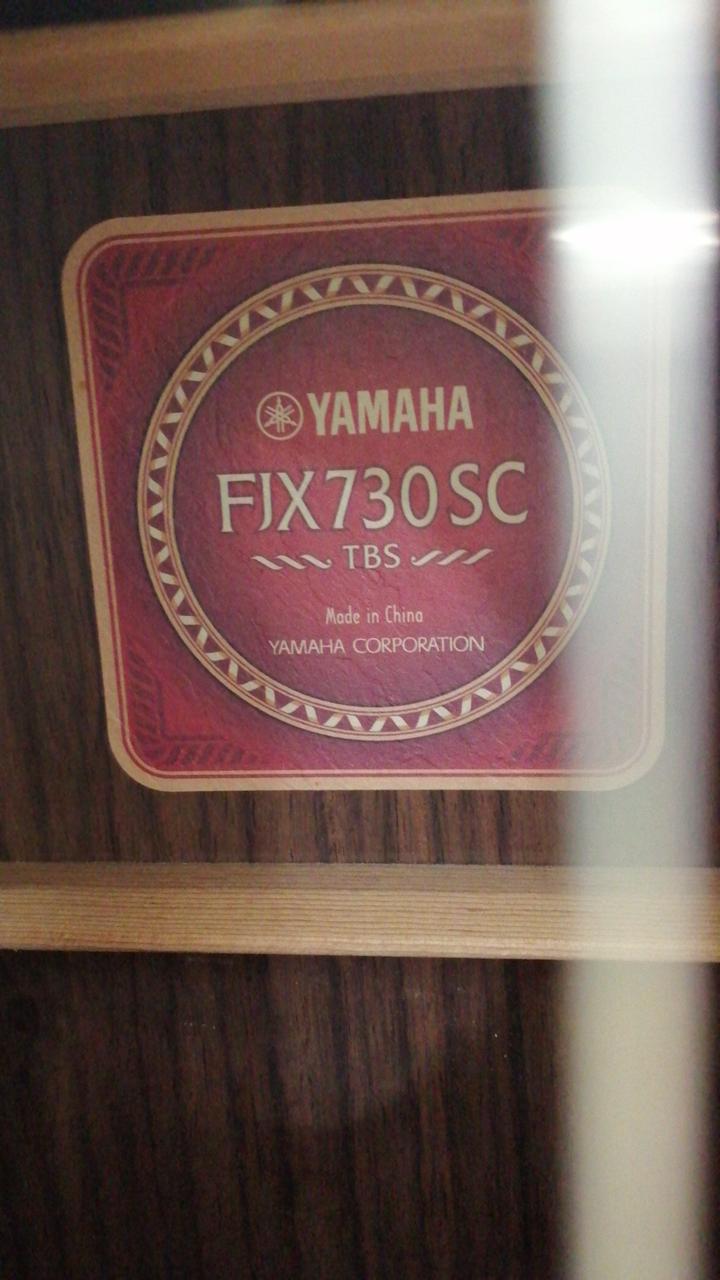 YAMAHA
FJX730SC
TBS
Made in China
YAMAHA CORPORATION